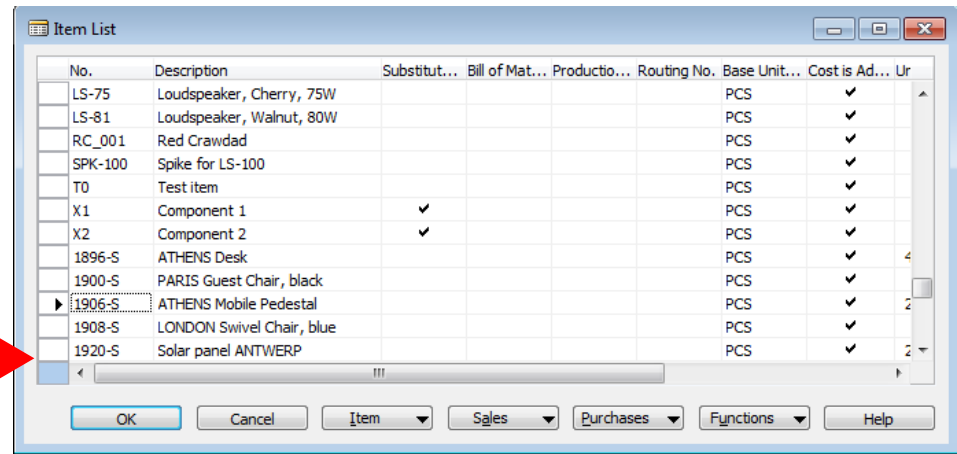 Item List
No. Description Substitut... Bill of Mat... Productio... Routing No. Base Unit... Cost is Ad... Ur
LS-75 Loudspeaker, Cherry, 75W PCS ✔
LS-81 Loudspeaker, Walnut, 80W PCS ✔
RC_001 Red Crawdad PCS ✔
SPK-100 Spike for LS-100 PCS ✔
T0 Test item PCS ✔
X1 Component 1 ✔ PCS ✔
X2 Component 2 ✔ PCS ✔
1896-S ATHENS Desk PCS ✔ 4
1900-S PARIS Guest Chair, black PCS ✔
1906-S ATHENS Mobile Pedestal PCS ✔ 2
1908-S LONDON Swivel Chair, blue PCS ✔
1920-S Solar panel ANTWERP PCS ✔ 2
OK Cancel Item Sales Purchases Functions Help